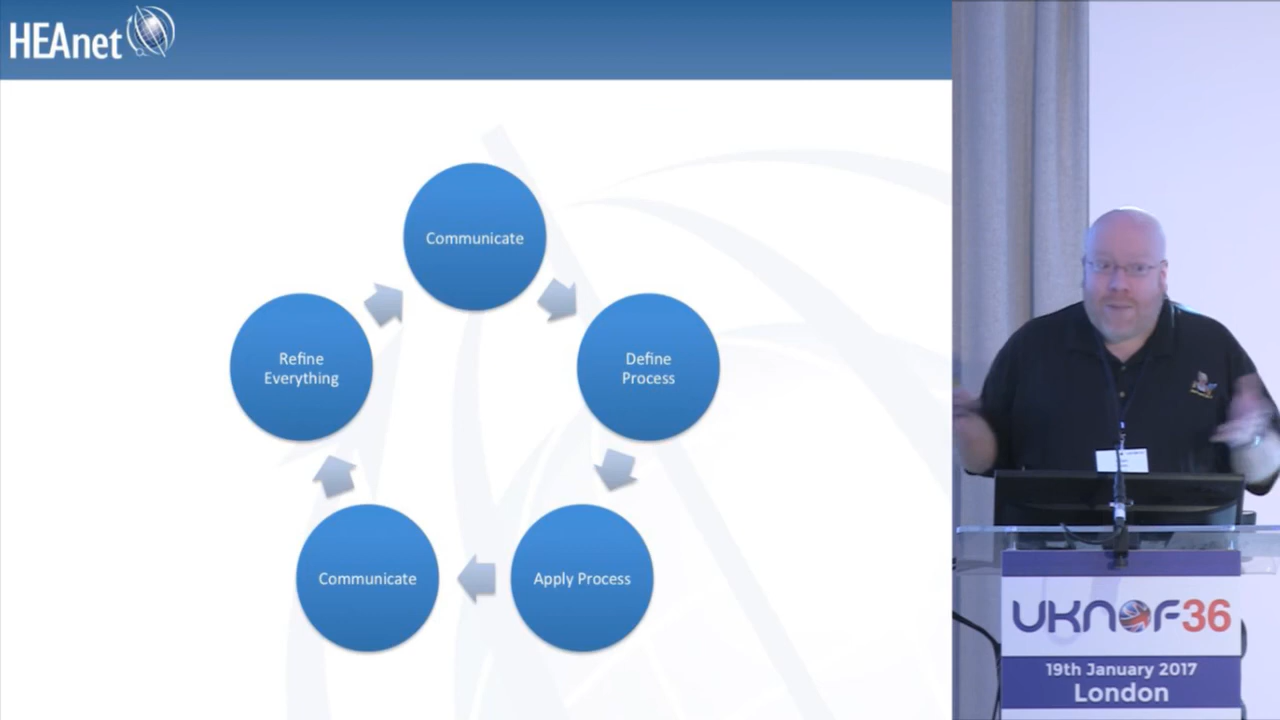 HEAnet
Communicate
Define
Process
Apply Process
Communicate
Refine
Everything
UKNOF36
19th January 2017
London